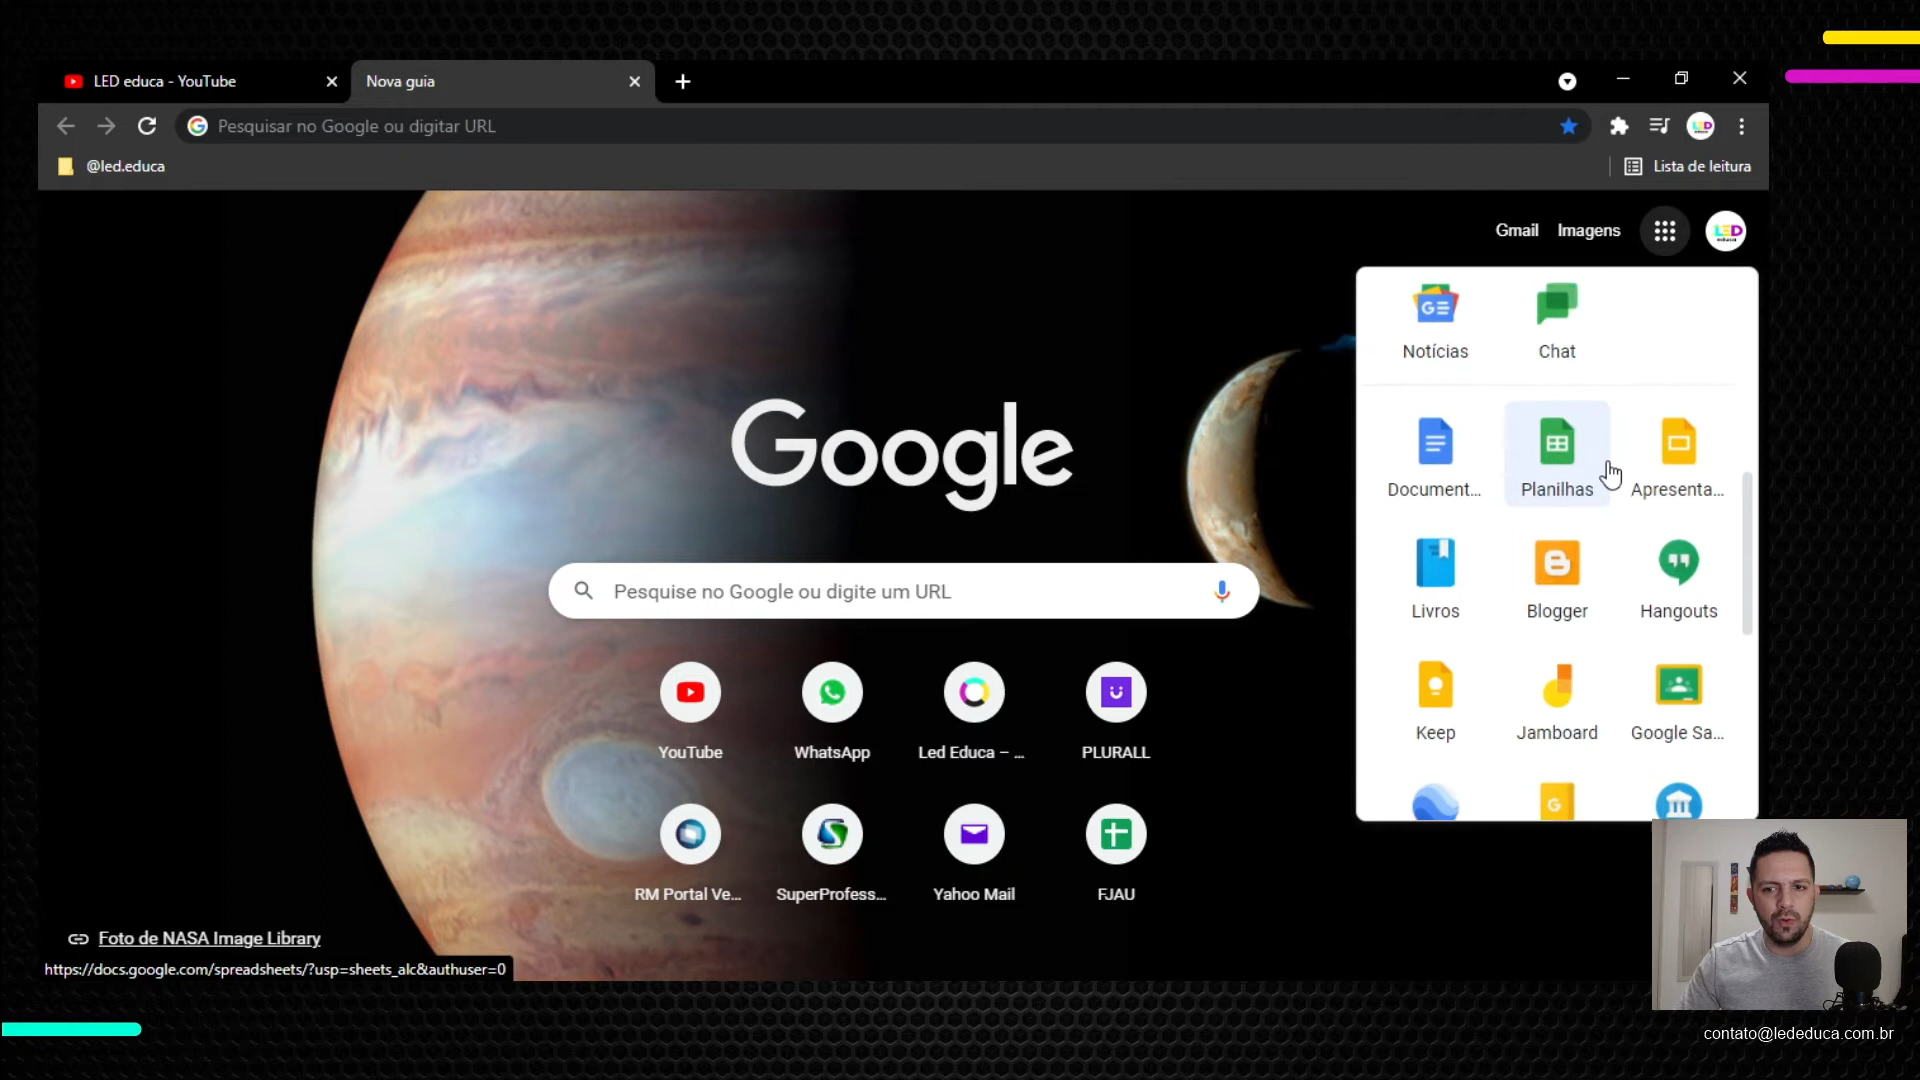 LED educa - YouTube
Nova guia
Pesquisar no Google ou digitar URL
@led.educa
Lista de leitura
Gmail
Imagens
LED
educa
Notícias
Chat
Google
Document...
Planilhas
Apresenta...
Pesquise no Google ou digite um URL
Livros
Blogger
Hangouts
YouTube
WhatsApp
Led Educa – ...
PLURALL
Keep
Jamboard
Google Sa...
RM Portal Ve...
SuperProfess...
Yahoo Mail
FJAU
Foto de NASA Image Library
https://docs.google.com/spreadsheets/?usp=sheets_alc&authuser=0
contato@lededuca.com.br